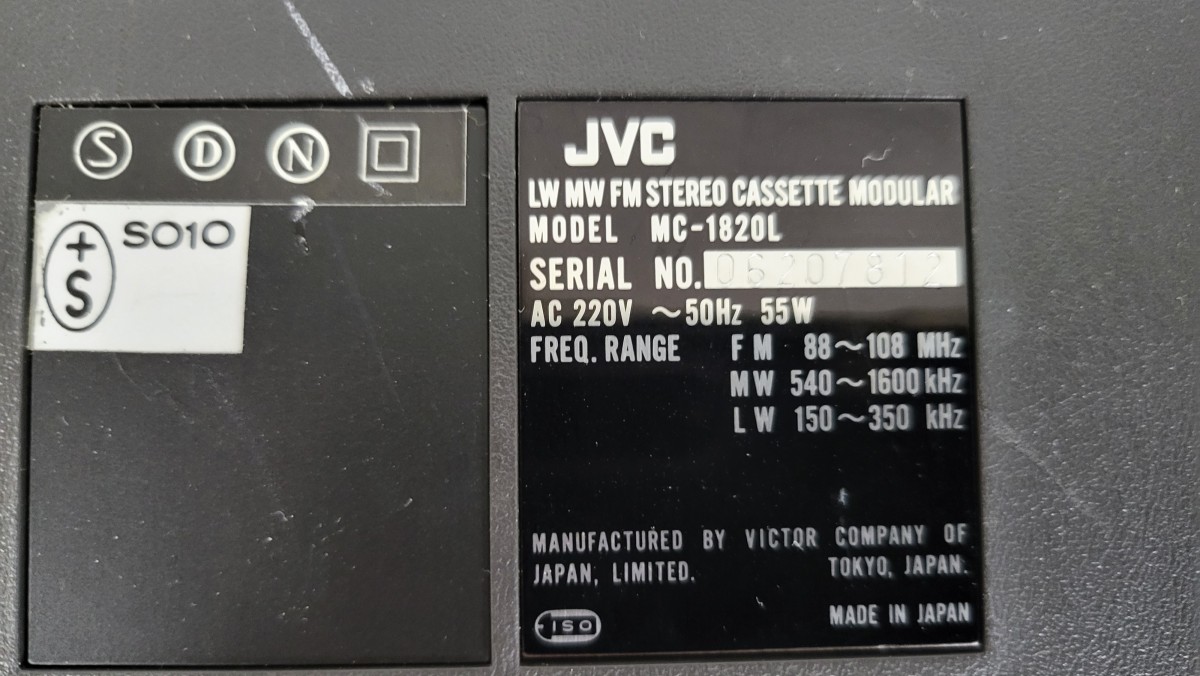 S D N
+S SO10
JVC
LW MW FM STEREO CASSETTE MODULAR
MODEL MC-1820L
SERIAL NO. 06207812
AC 220V ~50Hz 55W
FREQ. RANGE FM 88~108 MHz
MW 540~1600 kHz
LW 150~350 kHz
MANUFACTURED BY VICTOR COMPANY OF
JAPAN, LIMITED. TOKYO, JAPAN.
ISO
MADE IN JAPAN